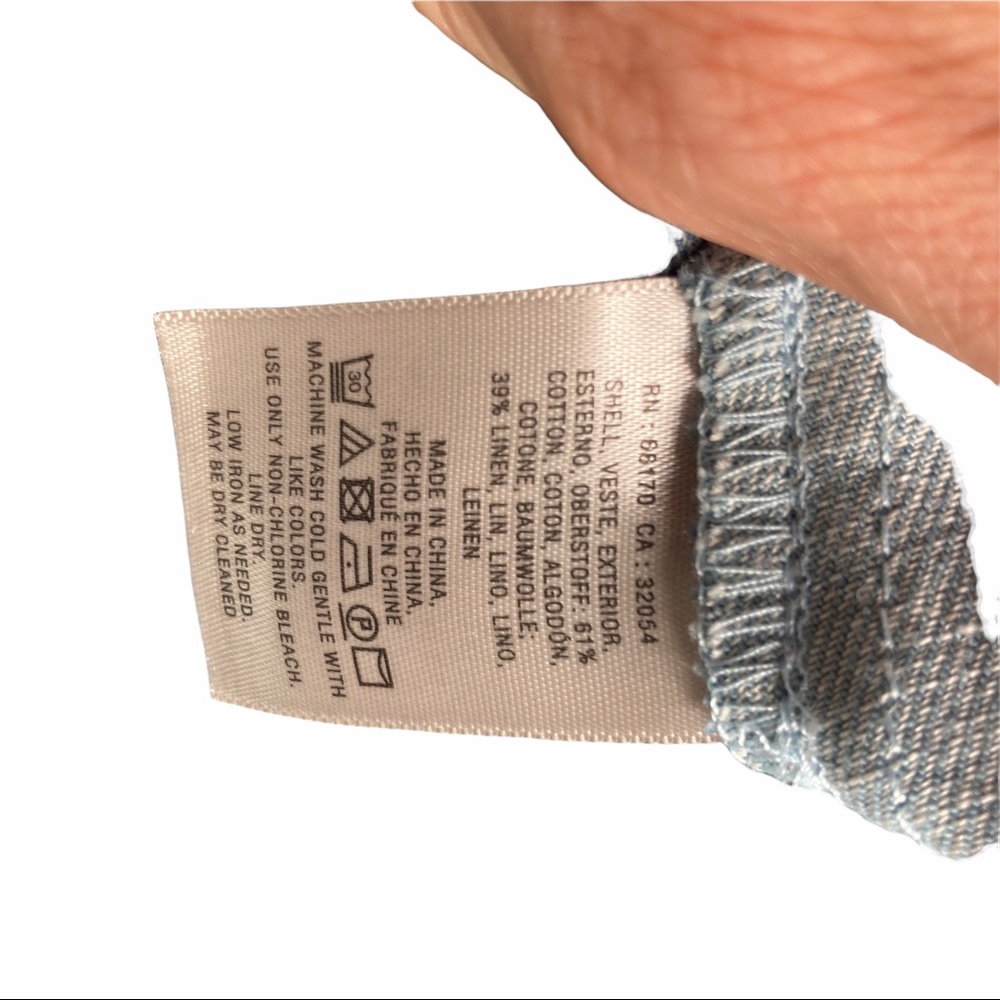 RN : 66170 CA : 32054
SHELL, VESTE, EXTERIOR,
ESTERNO, OBERSTOFF: 61%
COTTON, COTON, ALGODÓN,
COTONE, BAUMWOLLE;
39% LINEN, LIN, LINO, LINO,
LEINEN
MADE IN CHINA,
HECHO EN CHINA,
FABRIQUÉ EN CHINE
30 P
MACHINE WASH COLD GENTLE WITH
LIKE COLORS.
USE ONLY NON-CHLORINE BLEACH.
LINE DRY.
LOW IRON AS NEEDED.
MAY BE DRY CLEANED